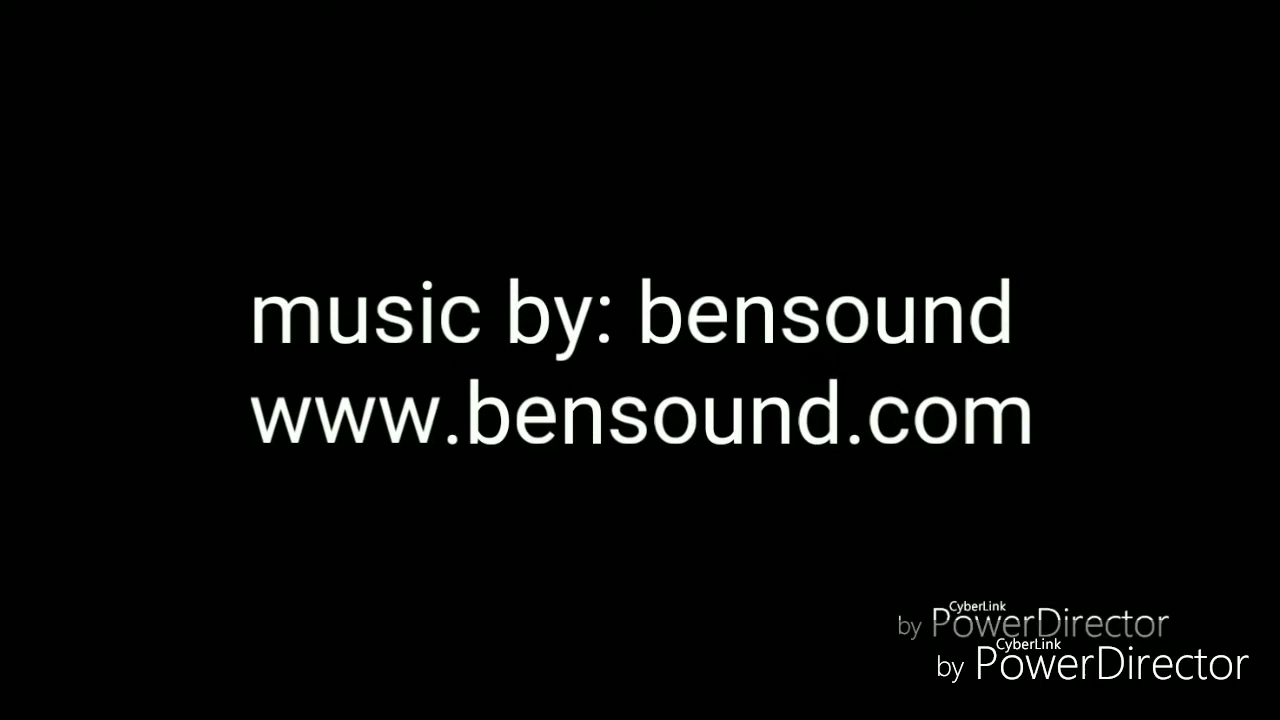 music by: bensound
www.bensound.com
CyberLink
by PowerDirector
CyberLink
by PowerDirector